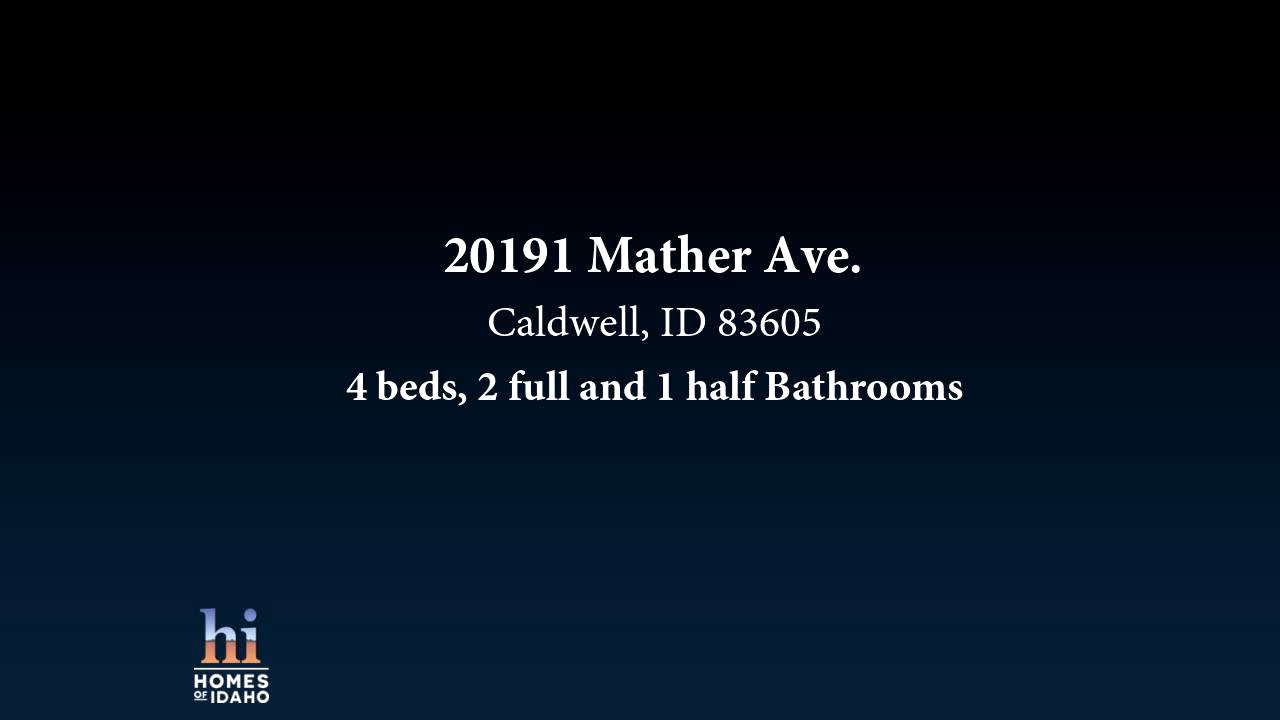 20191 Mather Ave.
Caldwell, ID 83605
4 beds, 2 full and 1 half Bathrooms
hi
HOMES
OF IDAHO